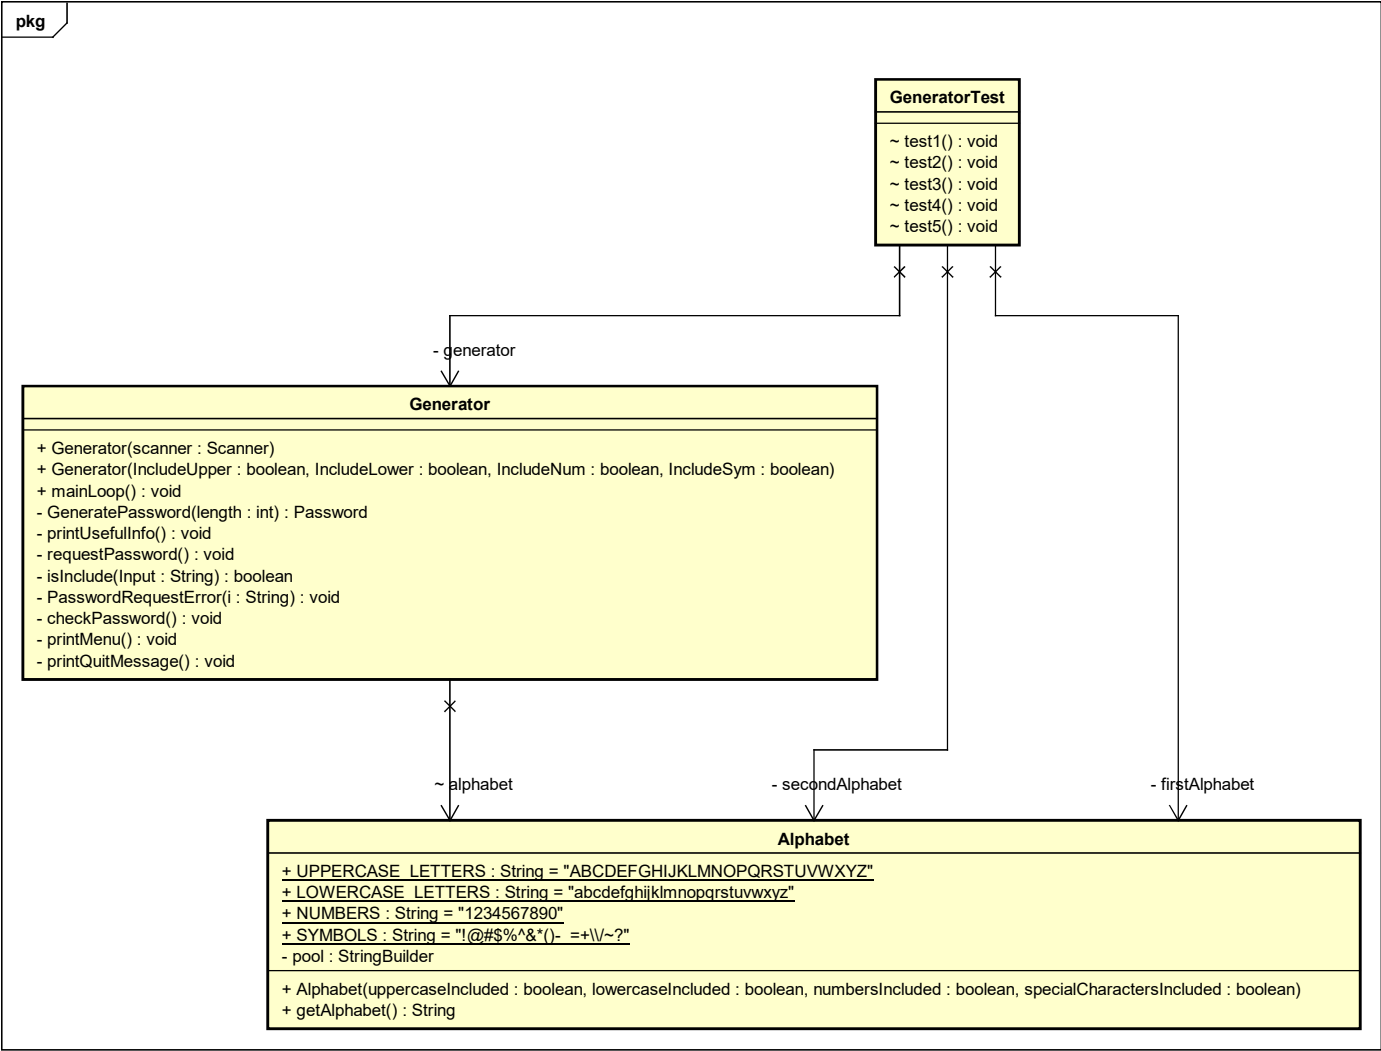 pkg
GeneratorTest
~ test1() : void
~ test2() : void
~ test3() : void
~ test4() : void
~ test5() : void
- generator
Generator
+ Generator(scanner : Scanner)
+ Generator(IncludeUpper : boolean, IncludeLower : boolean, IncludeNum : boolean, IncludeSym : boolean)
+ mainLoop() : void
- GeneratePassword(length : int) : Password
- printUsefulInfo() : void
- requestPassword() : void
- isInclude(Input : String) : boolean
- PasswordRequestError(i : String) : void
- checkPassword() : void
- printMenu() : void
- printQuitMessage() : void
~ alphabet
- secondAlphabet
- firstAlphabet
Alphabet
+ UPPERCASE_LETTERS : String = "ABCDEFGHIJKLMNOPQRSTUVWXYZ"
+ LOWERCASE_LETTERS : String = "abcdefghijklmnopqrstuvwxyz"
+ NUMBERS : String = "1234567890"
+ SYMBOLS : String = "!@#$%^&*()-_=+\\/~?"
- pool : StringBuilder
+ Alphabet(uppercaseIncluded : boolean, lowercaseIncluded : boolean, numbersIncluded : boolean, specialCharactersIncluded : boolean)
+ getAlphabet() : String